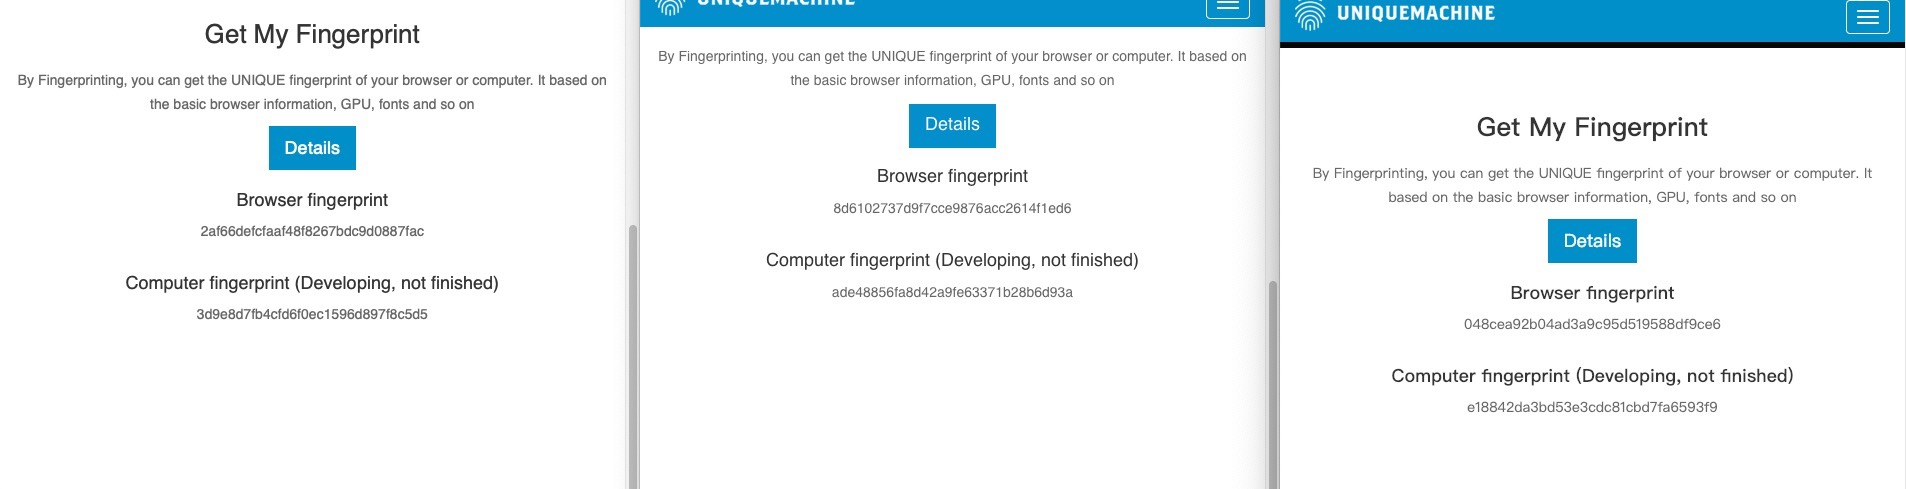 Get My Fingerprint
By Fingerprinting, you can get the UNIQUE fingerprint of your browser or computer. It based on
the basic browser information, GPU, fonts and so on
Details
Browser fingerprint
2af66defcfaaf48f8267bdc9d0887fac
Computer fingerprint (Developing, not finished)
3d9e8d7fb4cfd6f0ec1596d897f8c5d5
UNIQUEMACHINE
By Fingerprinting, you can get the UNIQUE fingerprint of your browser or computer. It based on
the basic browser information, GPU, fonts and so on
Details
Browser fingerprint
8d6102737d9f7cce9876acc2614f1ed6
Computer fingerprint (Developing, not finished)
ade48856fa8d42a9fe63371b28b6d93a
UNIQUEMACHINE
Get My Fingerprint
By Fingerprinting, you can get the UNIQUE fingerprint of your browser or computer. It
based on the basic browser information, GPU, fonts and so on
Details
Browser fingerprint
048cea92b04ad3a9c95d519588df9ce6
Computer fingerprint (Developing, not finished)
e18842da3bd53e3cdc81cbd7fa6593f9